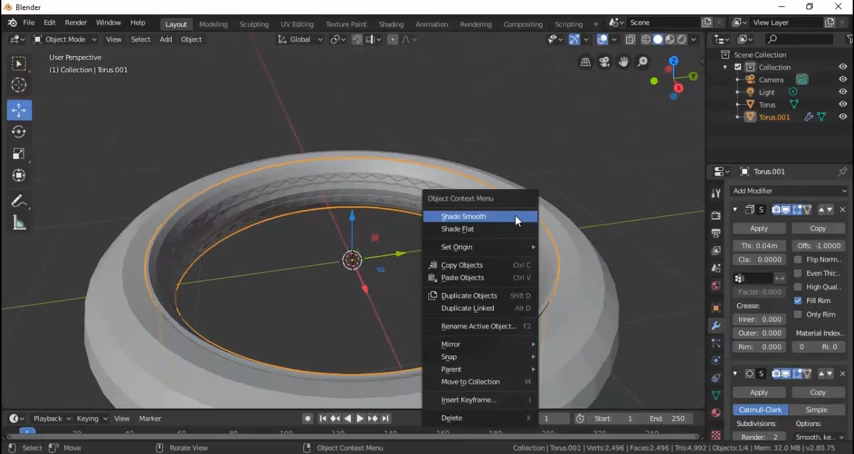 Blender
File Edit Render Window Help Layout Modeling Sculpting UV Editing Texture Paint Shading Animation Rendering Compositing Scripting + Scene View Layer
Object Mode View Select Add Object Global
User Perspective
(1) Collection | Torus.001
Z
Y
X
Scene Collection
Collection
Camera
Light
Torus
Torus.001
Torus.001
Add Modifier
S
Apply Copy
Thi: 0.04m Offs: -1.0000
Cla: 0.0000 Flip Norm..
Even Thic..
High Qual..
Factor: 0.000 Fill Rim
Crease: Only Rim
Inner: 0.000
Outer: 0.000 Material Index..
Rim: 0.000 0 Ri: 0
S
Apply Copy
Catmull-Clark Simple
Subdivisions: Options:
Render: 2 Smooth, ke..
Object Context Menu
Shade Smooth
Shade Flat
Set Origin
Copy Objects Ctrl C
Paste Objects Ctrl V
Duplicate Objects Shift D
Duplicate Linked Alt D
Rename Active Object... F2
Mirror
Snap
Parent
Move to Collection M
Insert Keyframe... I
Delete X
Playback Keying View Marker 1 Start: 1 End: 250
Select Move Rotate View Object Context Menu Collection | Torus.001 | Verts:2,496 | Faces:2,496 | Tris:4,992 | Objects:1/4 | Mem: 32.0 MB | v2.80.75